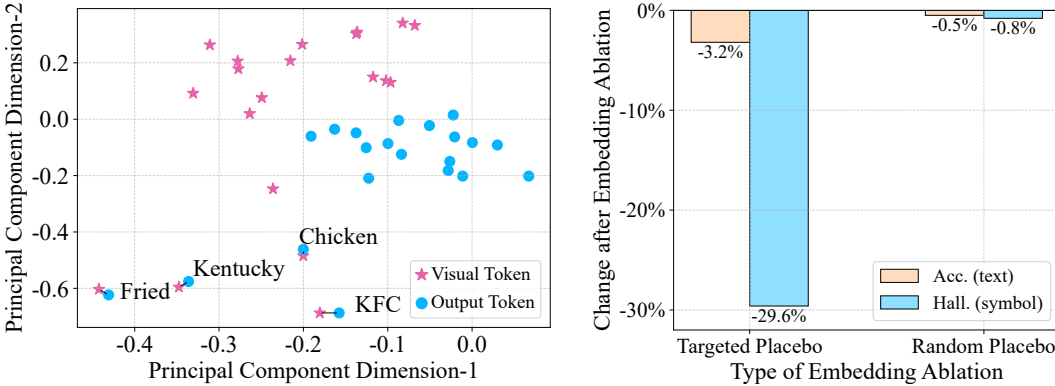 Principal Component Dimension-2
0.2
0.0
-0.2
-0.4
-0.6
Chicken
Kentucky
Fried
KFC
Visual Token
Output Token
-0.4
-0.3
-0.2
-0.1
0.0
Principal Component Dimension-1
Change after Embedding Ablation
0%
-10%
-20%
-30%
-3.2%
-29.6%
-0.5%
-0.8%
Acc. (text)
Hall. (symbol)
Targeted Placebo
Random Placebo
Type of Embedding Ablation